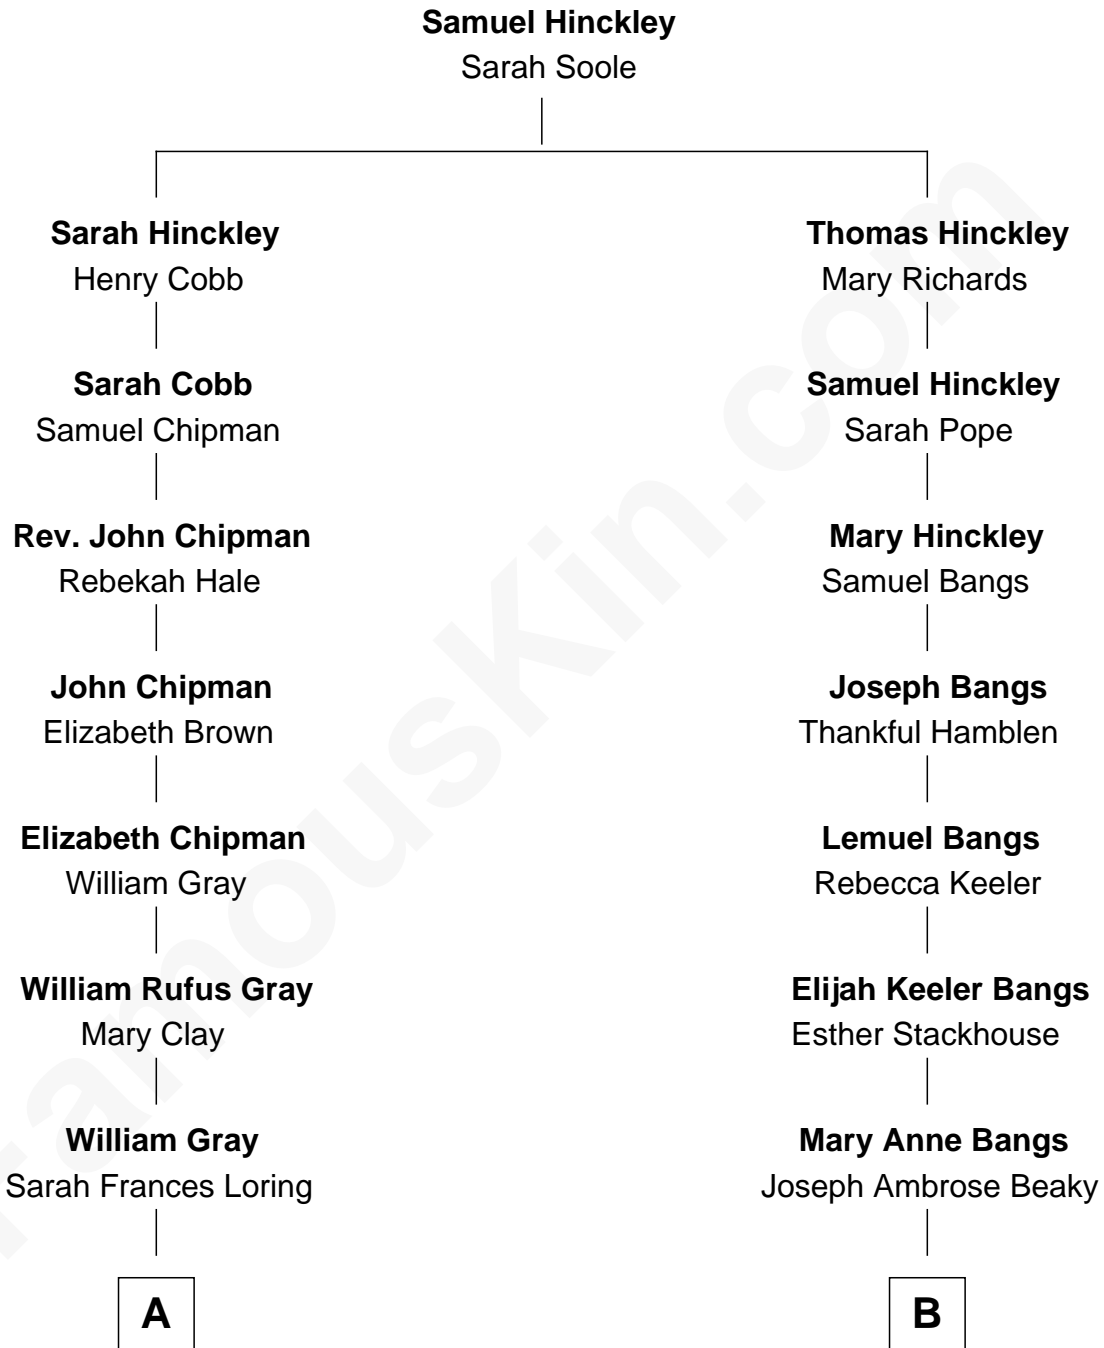 Samuel Hinckley
Sarah Soole
Sarah Hinckley
Henry Cobb
Thomas Hinckley
Mary Richards
Sarah Cobb
Samuel Chipman
Samuel Hinckley
Sarah Pope
Rev. John Chipman
Rebekah Hale
Mary Hinckley
Samuel Bangs
John Chipman
Elizabeth Brown
Joseph Bangs
Thankful Hamblen
Elizabeth Chipman
William Gray
Lemuel Bangs
Rebecca Keeler
William Rufus Gray
Mary Clay
Elijah Keeler Bangs
Esther Stackhouse
William Gray
Sarah Frances Loring
Mary Anne Bangs
Joseph Ambrose Beaky
A
B
FamousKin.com